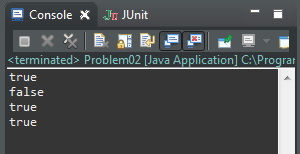 Console JUnit
<terminated> Problem02 [Java Application] C:\Program
true
false
true
true